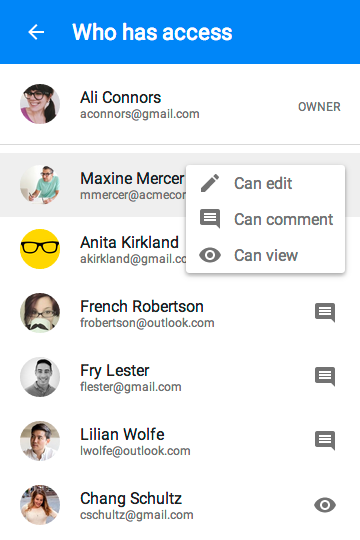 Who has access
Ali Connors
aconnors@gmail.com
OWNER
Maxine Mercer
mmercer@acmecor
Can edit
Can comment
Can view
Anita Kirkland
akirkland@gmail.co
French Robertson
frobertson@outlook.com
Fry Lester
flester@gmail.com
Lilian Wolfe
lwolfe@outlook.com
Chang Schultz
cschultz@gmail.com